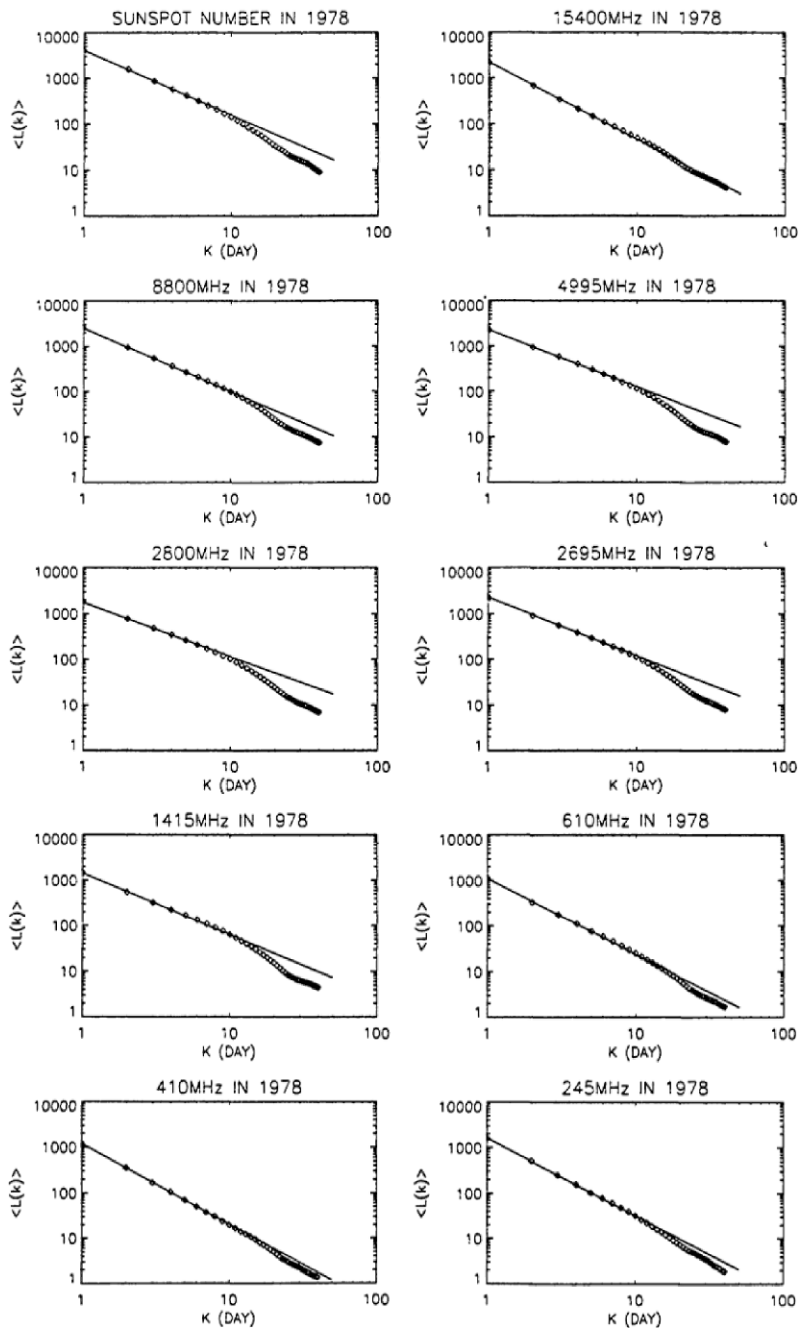 SUNSPOT NUMBER IN 1978
10000
1000
100
10
1
<L(k)>
1 10 100
K (DAY)
15400MHz IN 1978
10000
1000
100
10
1
<L(k)>
1 10 100
K (DAY)
8800MHz IN 1978
10000
1000
100
10
1
<L(k)>
1 10 100
K (DAY)
4995MHz IN 1978
10000
1000
100
10
1
<L(k)>
1 10 100
K (DAY)
2800MHz IN 1978
10000
1000
100
10
1
<L(k)>
1 10 100
K (DAY)
2695MHz IN 1978
10000
1000
100
10
1
<L(k)>
1 10 100
K (DAY)
1415MHz IN 1978
10000
1000
100
10
1
<L(k)>
1 10 100
K (DAY)
610MHz IN 1978
10000
1000
100
10
1
<L(k)>
1 10 100
K (DAY)
410MHz IN 1978
10000
1000
100
10
1
<L(k)>
1 10 100
K (DAY)
245MHz IN 1978
10000
1000
100
10
1
<L(k)>
1 10 100
K (DAY)